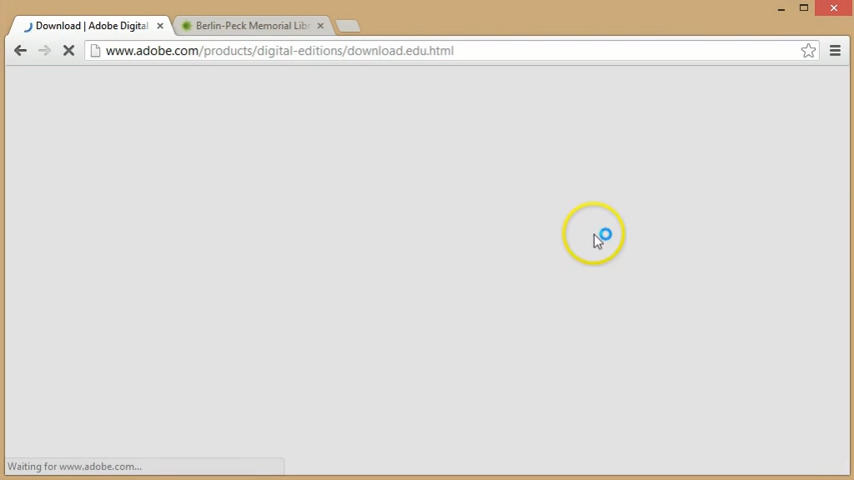 Download | Adobe Digital
Berlin-Peck Memorial Libr
www.adobe.com/products/digital-editions/download.edu.html
Waiting for www.adobe.com...